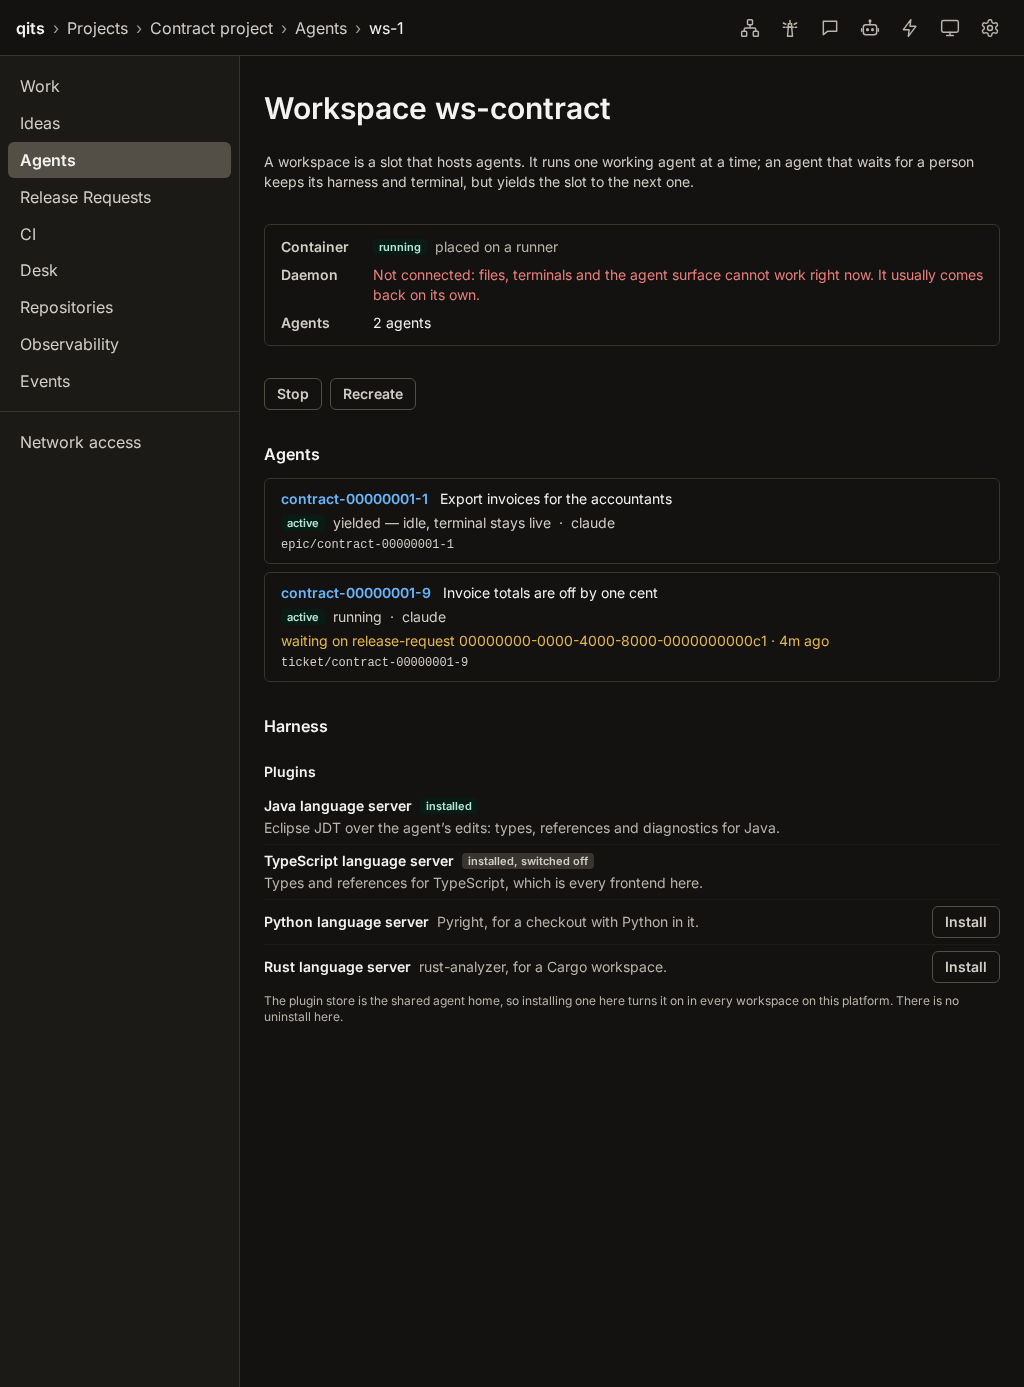 qits › Projects › Contract project › Agents › ws-1
Work
Ideas
Agents
Release Requests
CI
Desk
Repositories
Observability
Events
Network access
Workspace ws-contract
A workspace is a slot that hosts agents. It runs one working agent at a time; an agent that waits for a person
keeps its harness and terminal, but yields the slot to the next one.
Container running placed on a runner
Daemon Not connected: files, terminals and the agent surface cannot work right now. It usually comes
back on its own.
Agents 2 agents
Stop Recreate
Agents
contract-00000001-1 Export invoices for the accountants
active yielded — idle, terminal stays live · claude
epic/contract-00000001-1
contract-00000001-9 Invoice totals are off by one cent
active running · claude
waiting on release-request 00000000-0000-4000-8000-0000000000c1 · 4m ago
ticket/contract-00000001-9
Harness
Plugins
Java language server installed
Eclipse JDT over the agent’s edits: types, references and diagnostics for Java.
TypeScript language server installed, switched off
Types and references for TypeScript, which is every frontend here.
Python language server Pyright, for a checkout with Python in it. Install
Rust language server rust-analyzer, for a Cargo workspace. Install
The plugin store is the shared agent home, so installing one here turns it on in every workspace on this platform. There is no
uninstall here.